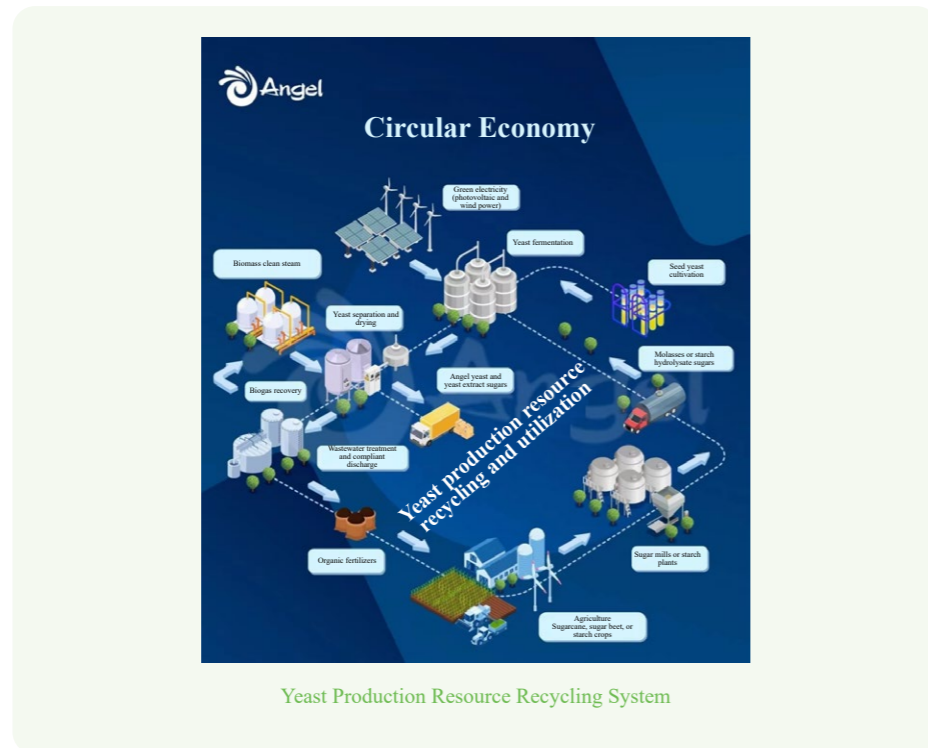 Angel
Circular Economy
Green electricity
(photovoltaic and
wind power)
Yeast fermentation
Biomass clean steam
Seed yeast
cultivation
Yeast separation and
drying
Molasses or starch
hydrolysate sugars
Angel yeast and
yeast extract sugars
Biogas recovery
Yeast production resource
recycling and utilization
Wastewater treatment
and compliant
discharge
Organic fertilizers
Sugar mills or starch
plants
Agriculture
Sugarcane, sugar beet, or
starch crops
Angel
Yeast Production Resource Recycling System